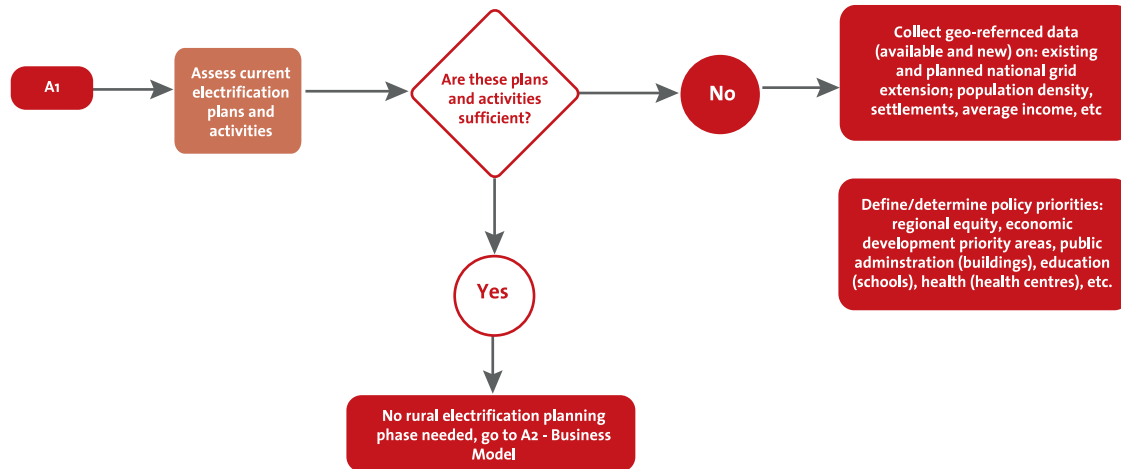 A1
Assess current
electrification
plans and
activities
Are these plans
and activities
sufficient?
No
Collect geo-refernced data
(available and new) on: existing
and planned national grid
extension; population density,
settlements, average income, etc
Define/determine policy priorities:
regional equity, economic
development priority areas, public
adminstration (buildings), education
(schools), health (health centres), etc.
Yes
No rural electrification planning
phase needed, go to A2 - Business
Model